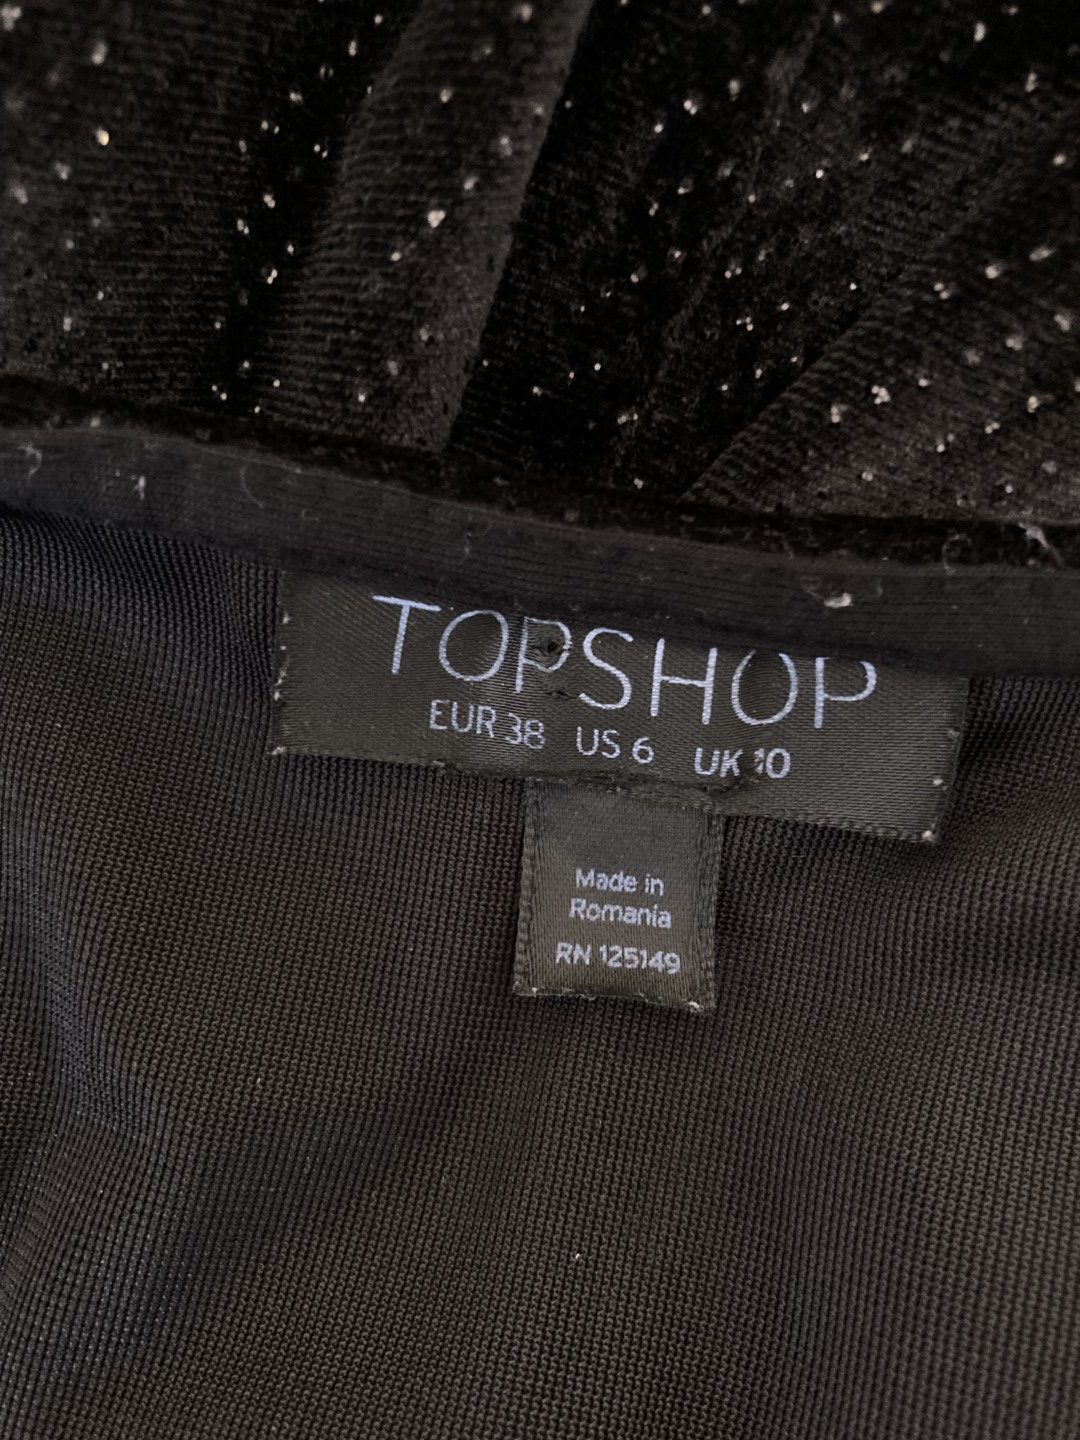 TOPSHOP
EUR 38 US 6 UK 10
Made in
Romania
RN 125149